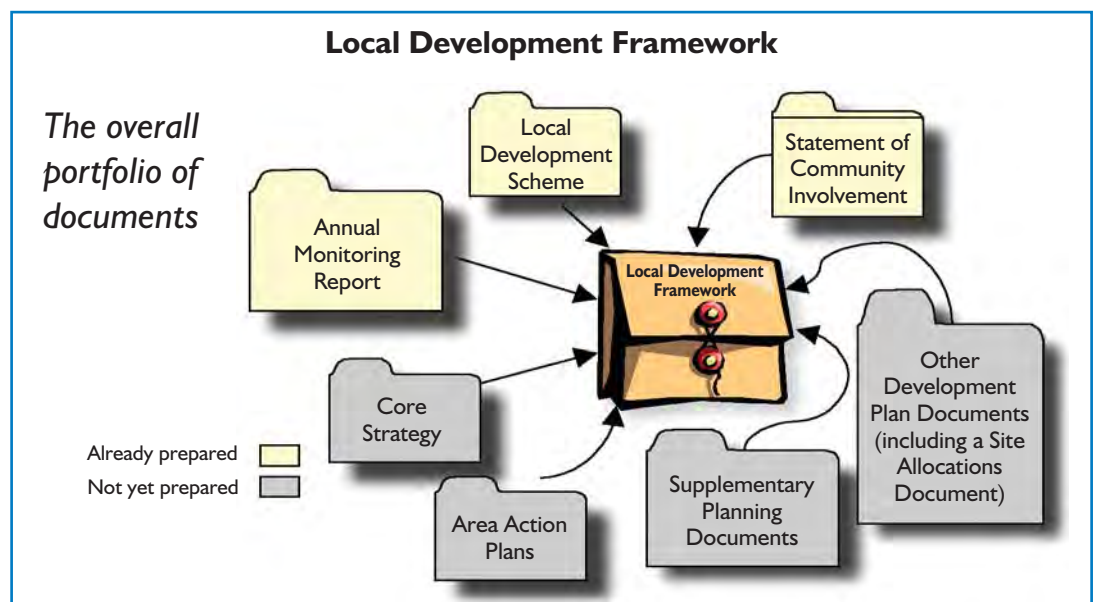 Local Development Framework
The overall
portfolio of
documents
Local
Development
Scheme
Statement of
Community
Involvement
Annual
Monitoring
Report
Local Development
Framework
Other
Development
Plan Documents
(including a Site
Allocations
Document)
Core
Strategy
Already prepared
Not yet prepared
Supplementary
Planning
Documents
Area Action
Plans